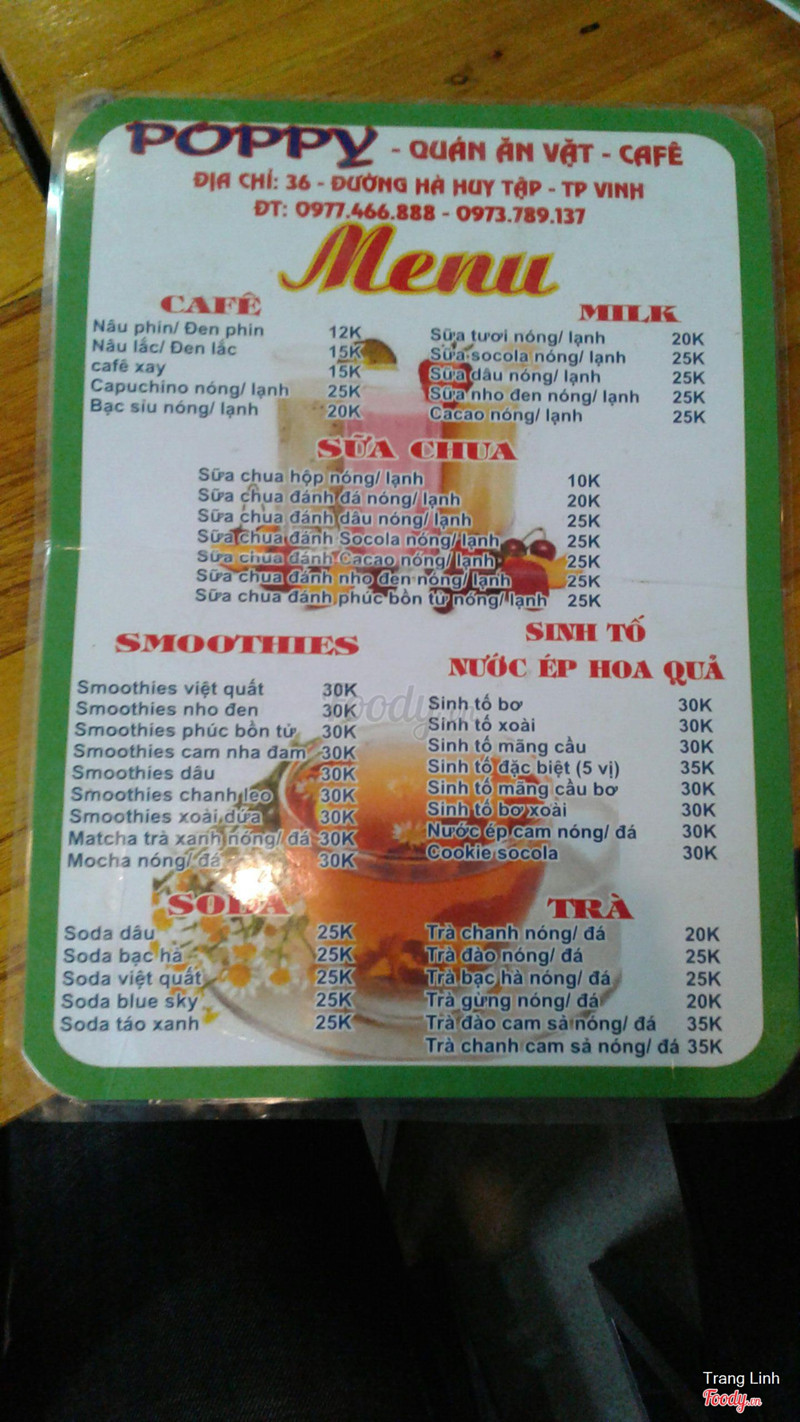 POPPY - QUÁN ĂN VẶT - CAFÊ
ĐỊA CHỈ: 36 - ĐƯỜNG HÀ HUY TẬP - TP VINH
ĐT: 0977.466.888 - 0973.789.137
Menu
CAFÊ
Nâu phin/ Đen phin 12K
Nâu lắc/ Đen lắc 15K
café xay 15K
Capuchino nóng/ lạnh 25K
Bạc sỉu nóng/ lạnh 20K
MILK
Sữa tươi nóng/ lạnh 20K
Sữa socola nóng/ lạnh 25K
Sữa dâu nóng/ lạnh 25K
Sữa nho đen nóng/ lạnh 25K
Cacao nóng/ lạnh 25K
SỮA CHUA
Sữa chua hộp nóng/ lạnh 10K
Sữa chua đánh đá nóng/ lạnh 20K
Sữa chua đánh dâu nóng/ lạnh 25K
Sữa chua đánh Socola nóng/ lạnh 25K
Sữa chua đánh Cacao nóng/ lạnh 25K
Sữa chua đánh nho đen nóng/ lạnh 25K
Sữa chua đánh phúc bồn tử nóng/ lạnh 25K
SMOOTHIES
Smoothies việt quất 30K
Smoothies nho đen 30K
Smoothies phúc bồn tử 30K
Smoothies cam nha đam 30K
Smoothies dâu 30K
Smoothies chanh leo 30K
Smoothies xoài dứa 30K
Matcha trà xanh nóng/ đá 30K
Mocha nóng/ đá 30K
SINH TỐ
NƯỚC ÉP HOA QUẢ
Sinh tố bơ 30K
Sinh tố xoài 30K
Sinh tố mãng cầu 30K
Sinh tố đặc biệt (5 vị) 35K
Sinh tố mãng cầu bơ 30K
Sinh tố bơ xoài 30K
Nước ép cam nóng/ đá 30K
Cookie socola 30K
SODA
Soda dâu 25K
Soda bạc hà 25K
Soda việt quất 25K
Soda blue sky 25K
Soda táo xanh 25K
TRÀ
Trà chanh nóng/ đá 20K
Trà đào nóng/ đá 25K
Trà bạc hà nóng/ đá 25K
Trà gừng nóng/ đá 20K
Trà đào cam sả nóng/ đá 35K
Trà chanh cam sả nóng/ đá 35K
Foody.vn
Trang Linh
Foody.vn